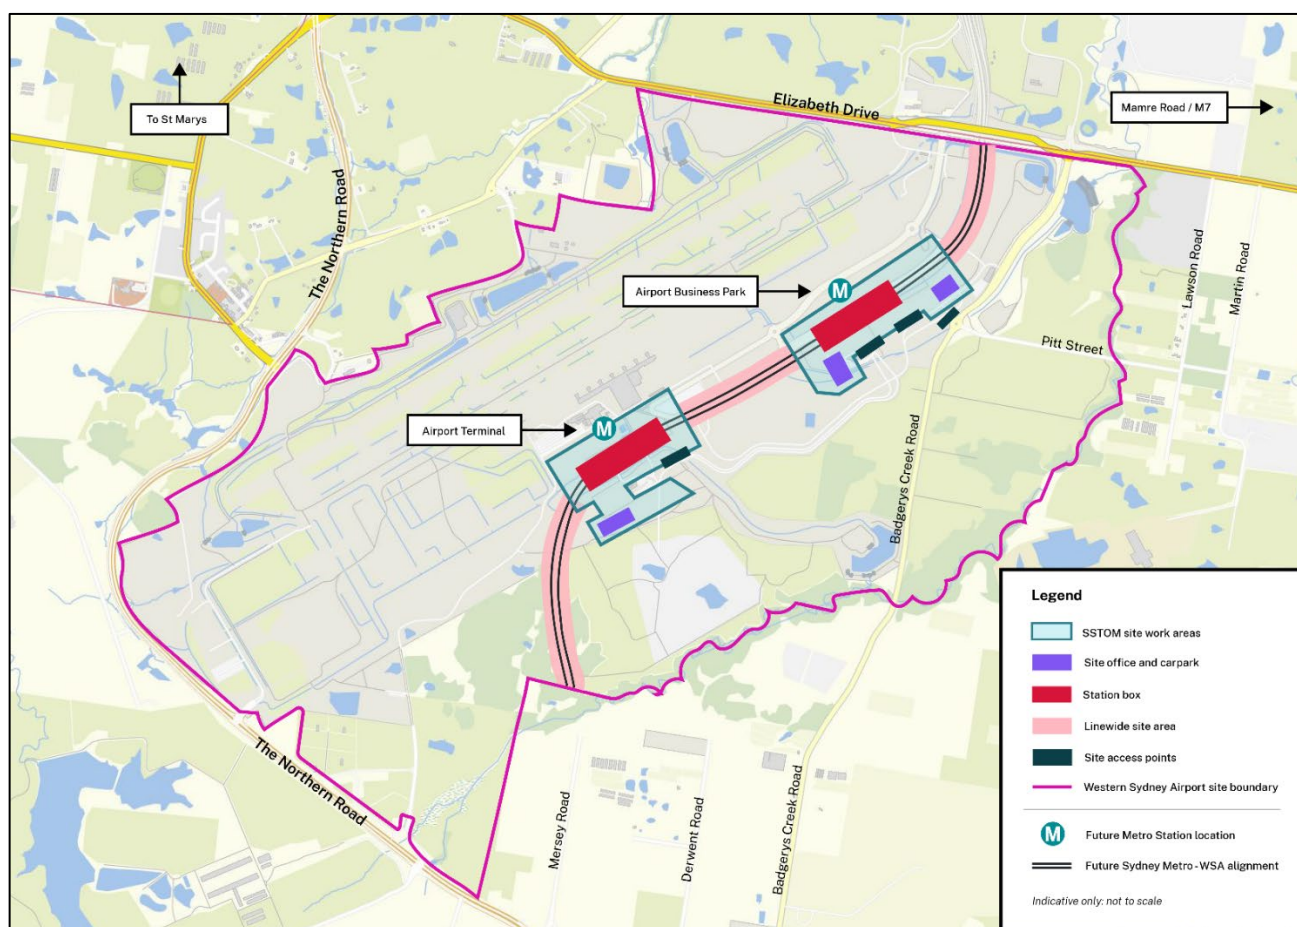 To St Marys
Elizabeth Drive
Mamre Road / M7
The Northern Road
Lawson Road
Martin Road
Airport Business Park
M
Pitt Street
Airport Terminal
M
Badgerys Creek Road
The Northern Road
Mersey Road
Derwent Road
Badgerys Creek Road
Legend
SSTOM site work areas
Site office and carpark
Station box
Linewide site area
Site access points
Western Sydney Airport site boundary
M
Future Metro Station location
Future Sydney Metro - WSA alignment
Indicative only: not to scale